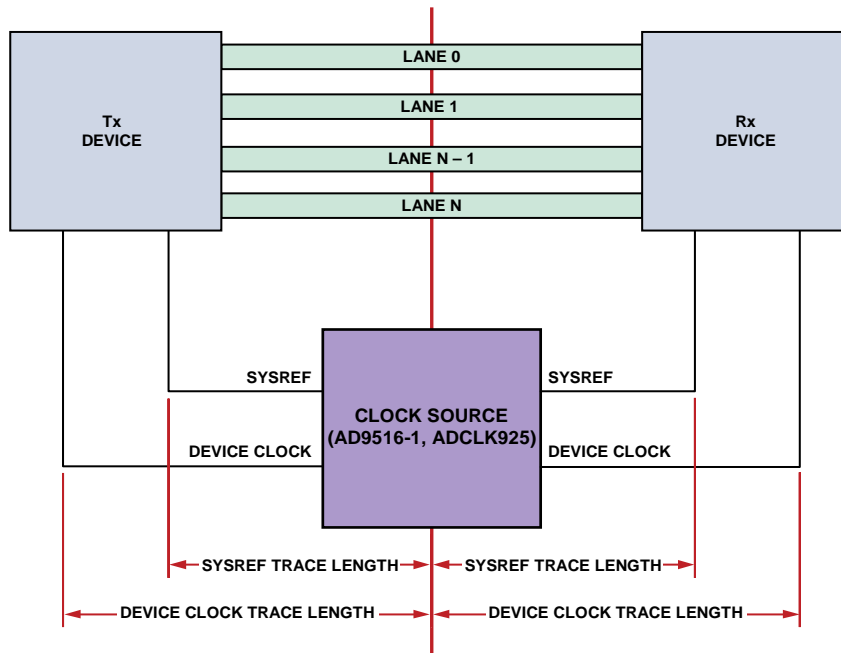 LANE 0
LANE 1
LANE N – 1
LANE N
Tx
DEVICE
Rx
DEVICE
SYSREF
SYSREF
CLOCK SOURCE
(AD9516-1, ADCLK925)
DEVICE CLOCK
DEVICE CLOCK
SYSREF TRACE LENGTH
SYSREF TRACE LENGTH
DEVICE CLOCK TRACE LENGTH
DEVICE CLOCK TRACE LENGTH